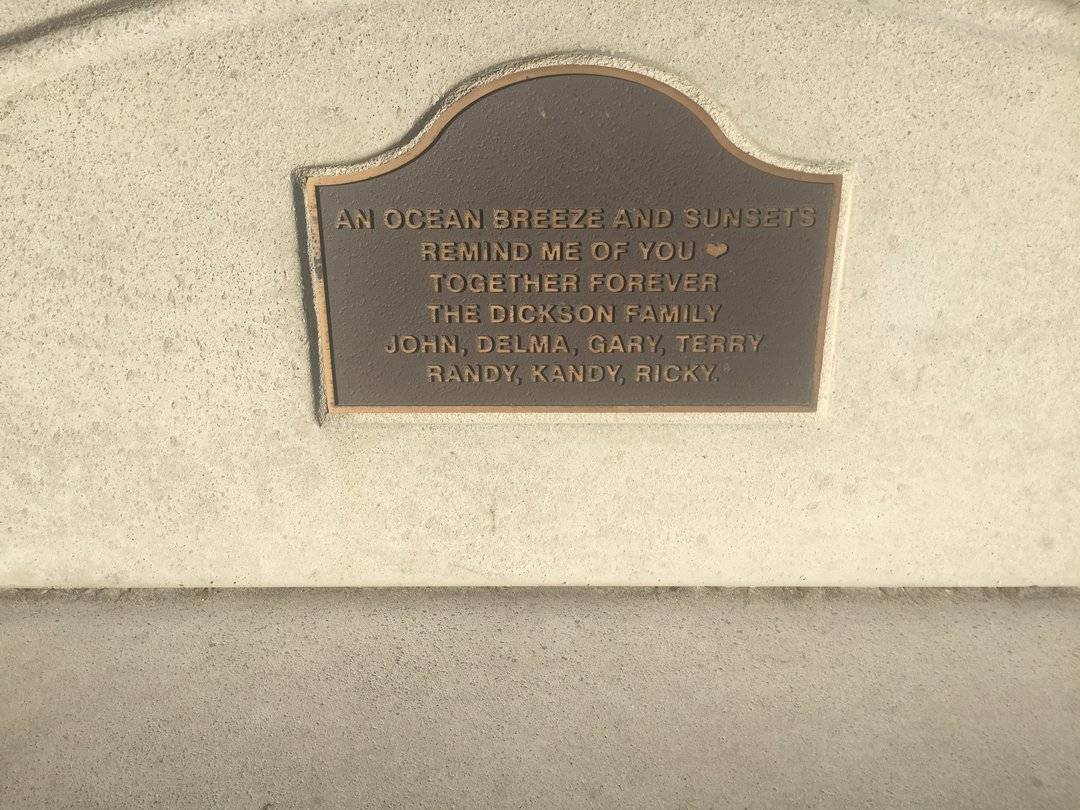 AN OCEAN BREEZE AND SUNSETS
REMIND ME OF YOU ❤
TOGETHER FOREVER
THE DICKSON FAMILY
JOHN, DELMA, GARY, TERRY
RANDY, KANDY, RICKY.